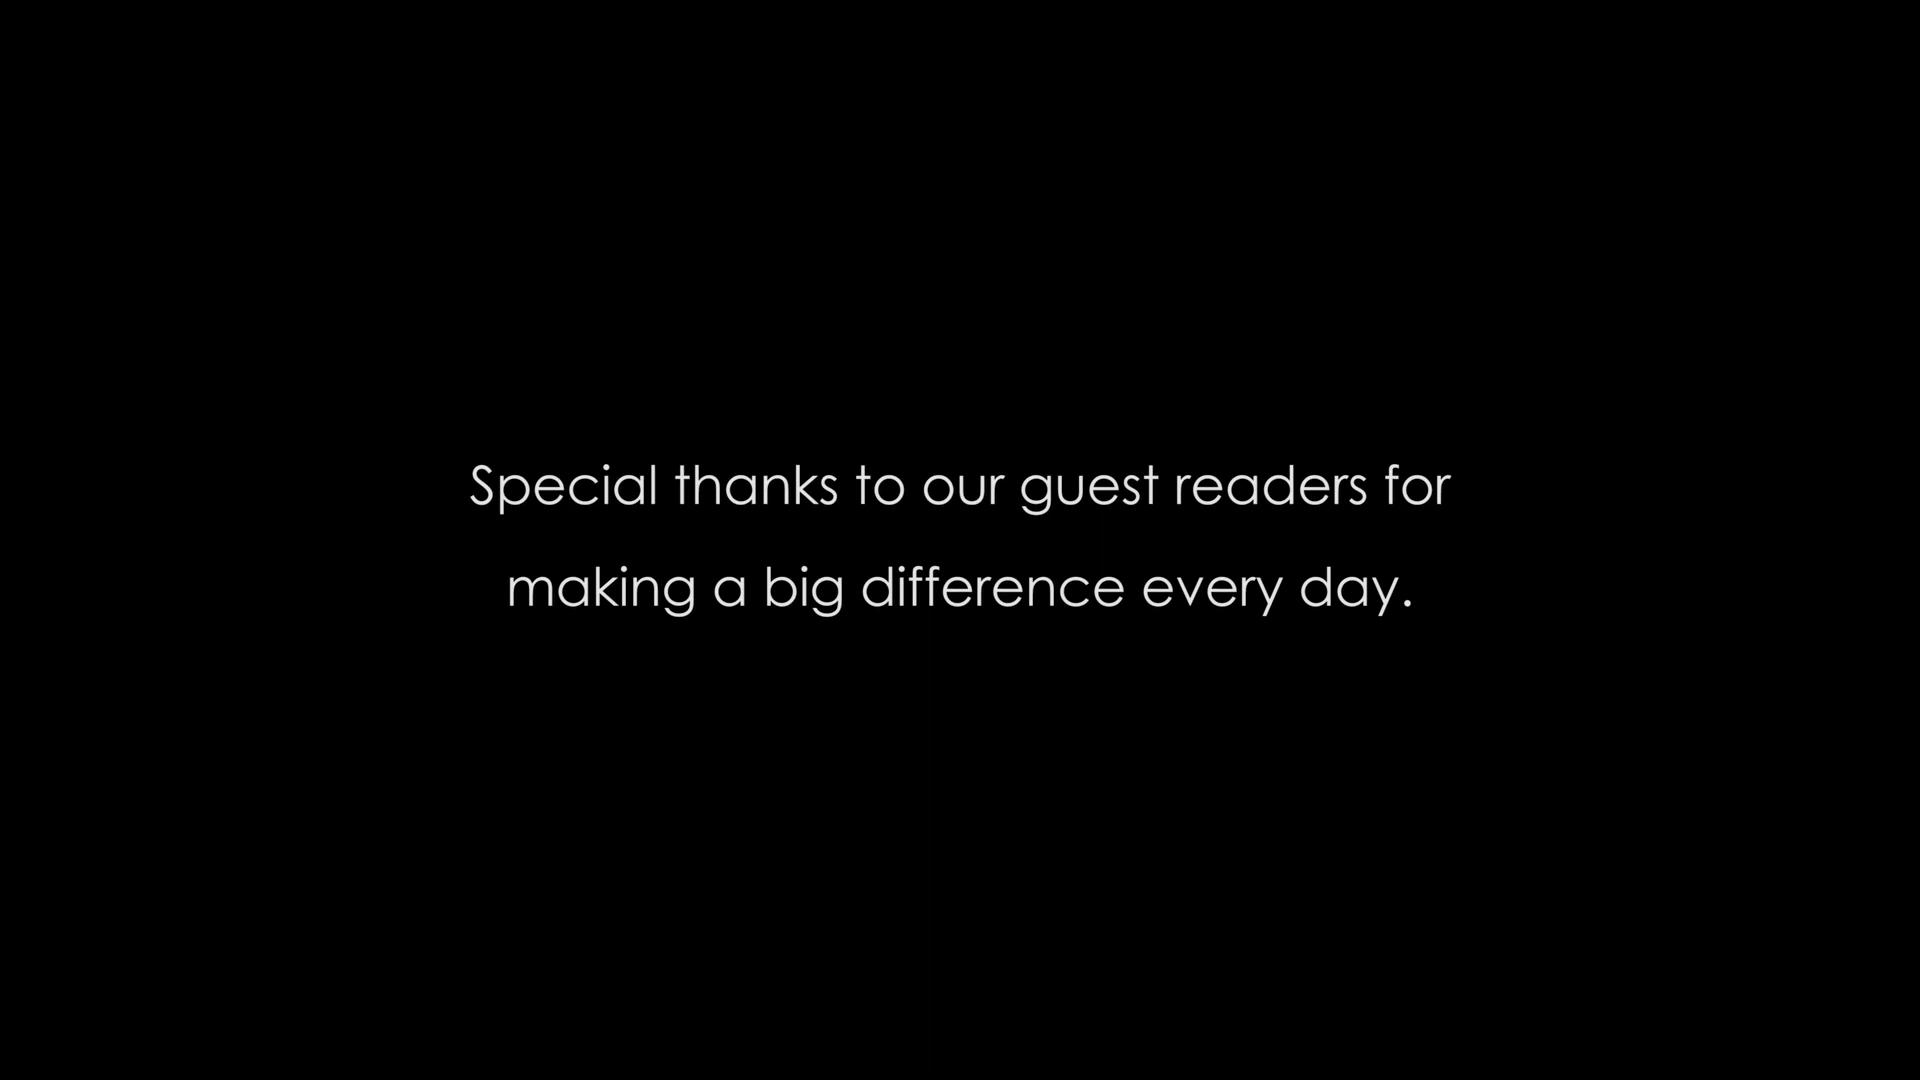 Special thanks to our guest readers for
making a big difference every day.